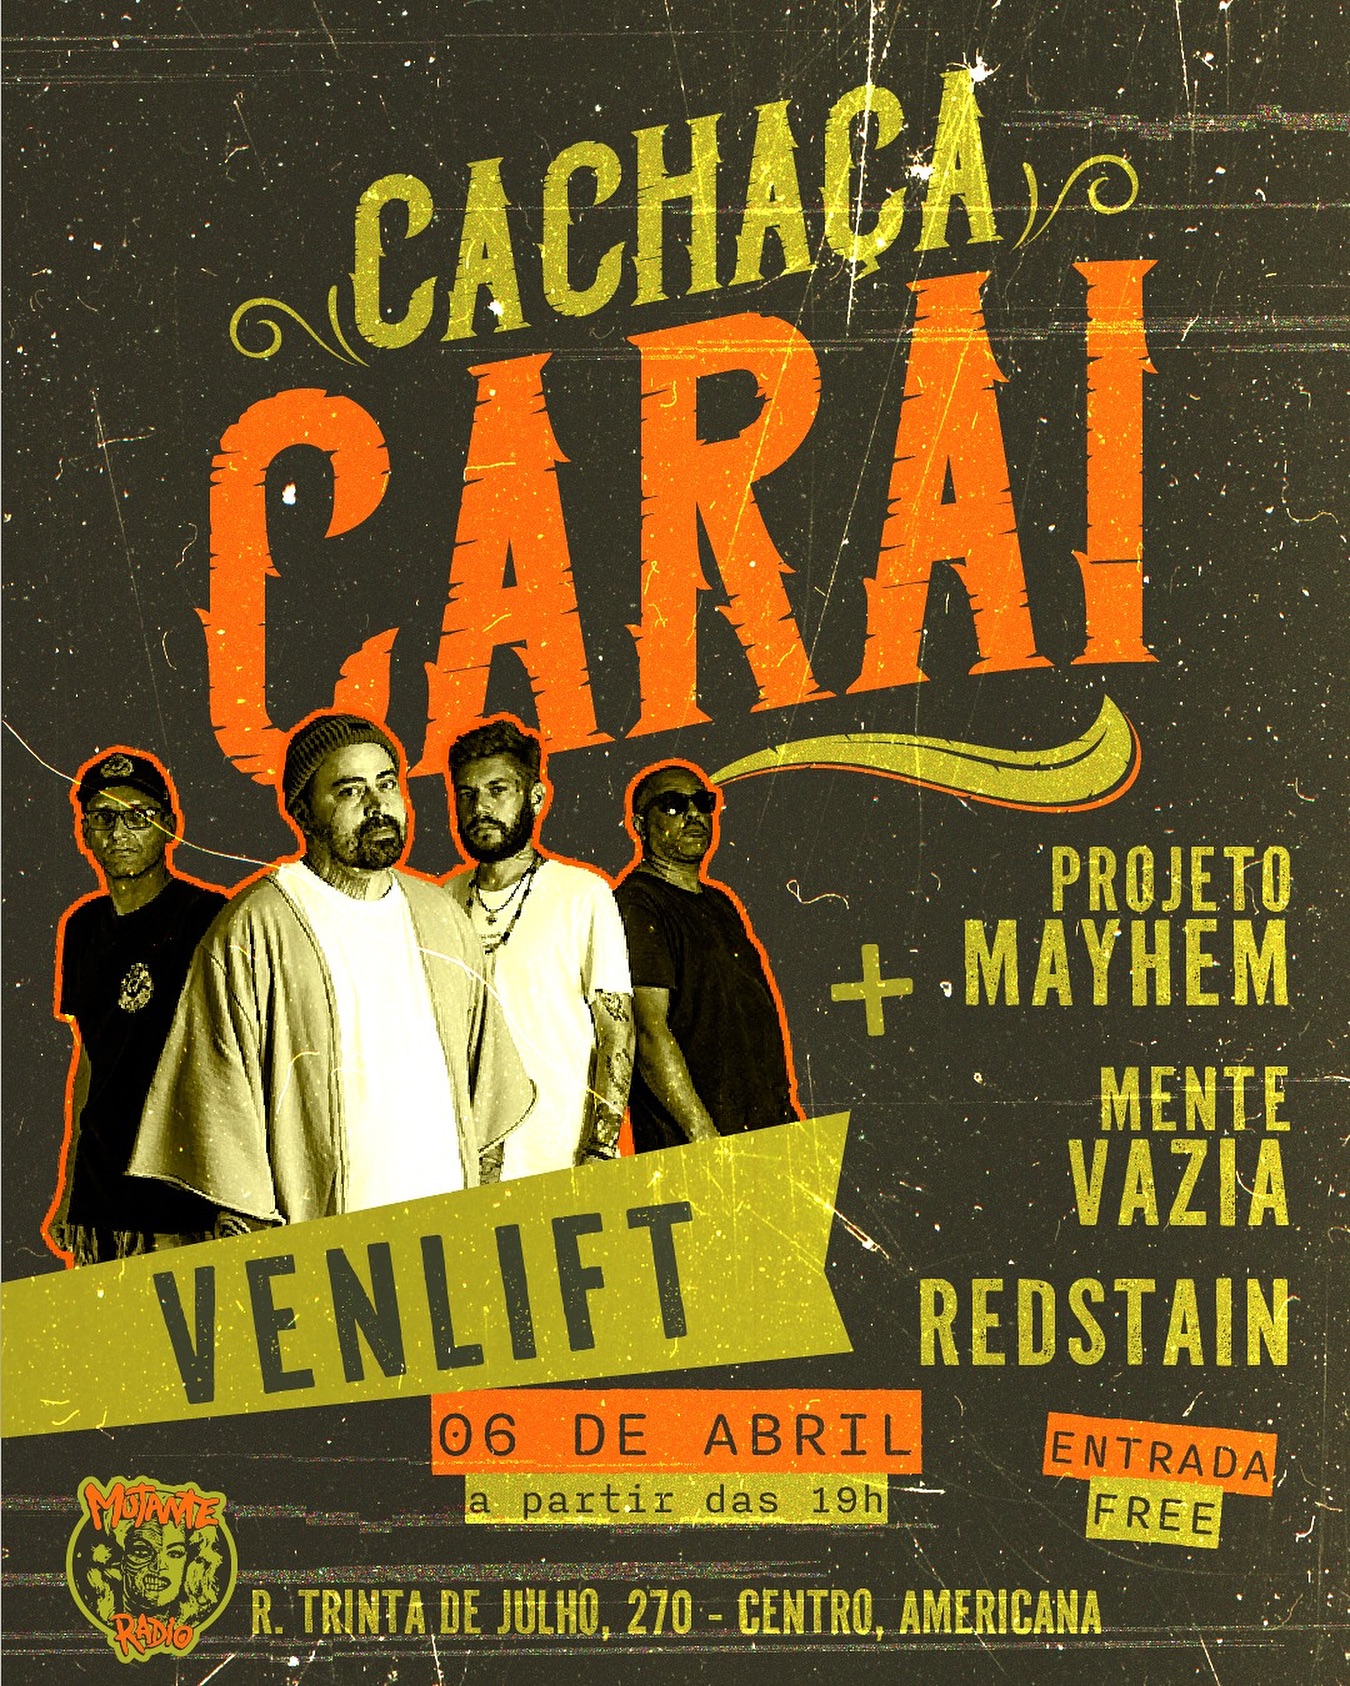 CACHAÇA
CARAI
PROJETO
MAYHEM
+
MENTE
VAZIA
REDSTAIN
VENLIFT
06 DE ABRIL
a partir das 19h
ENTRADA
FREE
MUTANTE
RADIO
R. TRINTA DE JULHO, 270 - CENTRO, AMERICANA